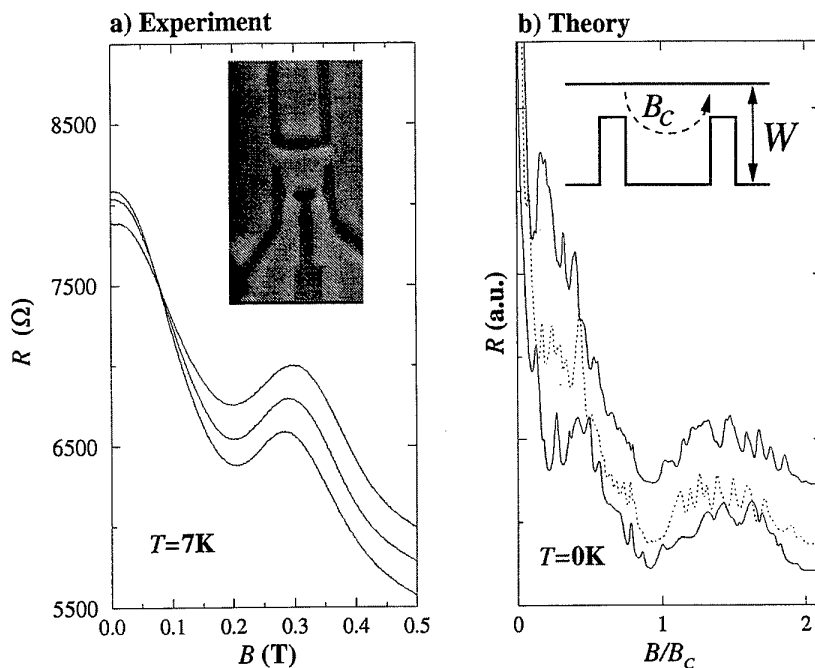 a) Experiment
8500
7500
6500
5500
R (Ω)
T=7K
0.0 0.1 0.2 0.3 0.4 0.5
B (T)
b) Theory
B_C
W
R (a.u.)
T=0K
0 1 2
B/B_C